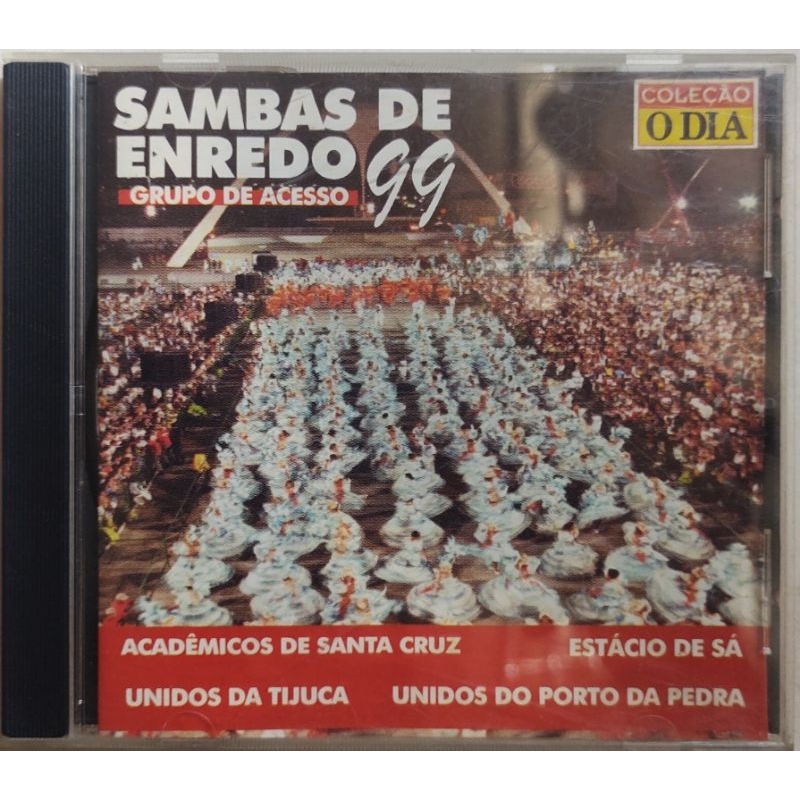 SAMBAS DE
ENREDO 99
GRUPO DE ACESSO
COLEÇÃO
O DIA
ACADÊMICOS DE SANTA CRUZ
ESTÁCIO DE SÁ
UNIDOS DA TIJUCA
UNIDOS DO PORTO DA PEDRA